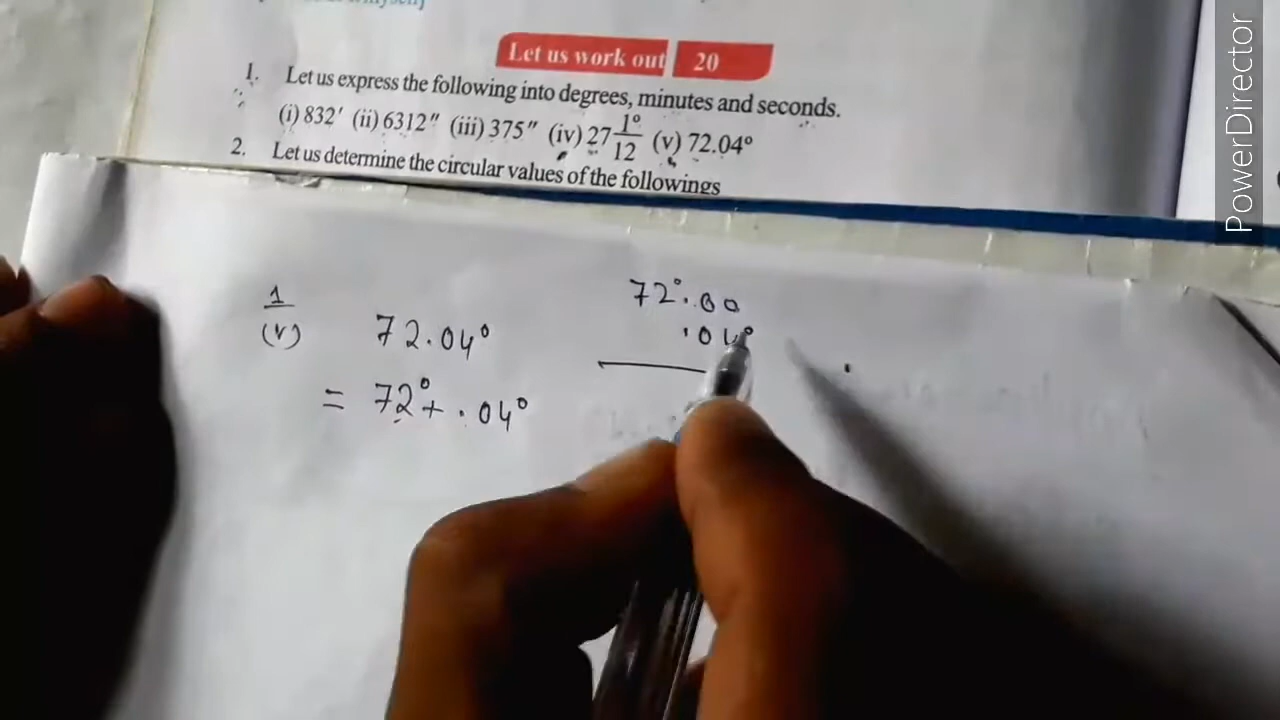 Let us work out 20
1. Let us express the following into degrees, minutes and seconds.
(i) 832′ (ii) 6312″ (iii) 375″ (iv) 27 1°/12 (v) 72.04°
2. Let us determine the circular values of the followings
1
(v) 72.04°
= 72° + .04°
72°.00
.04°
PowerDirector